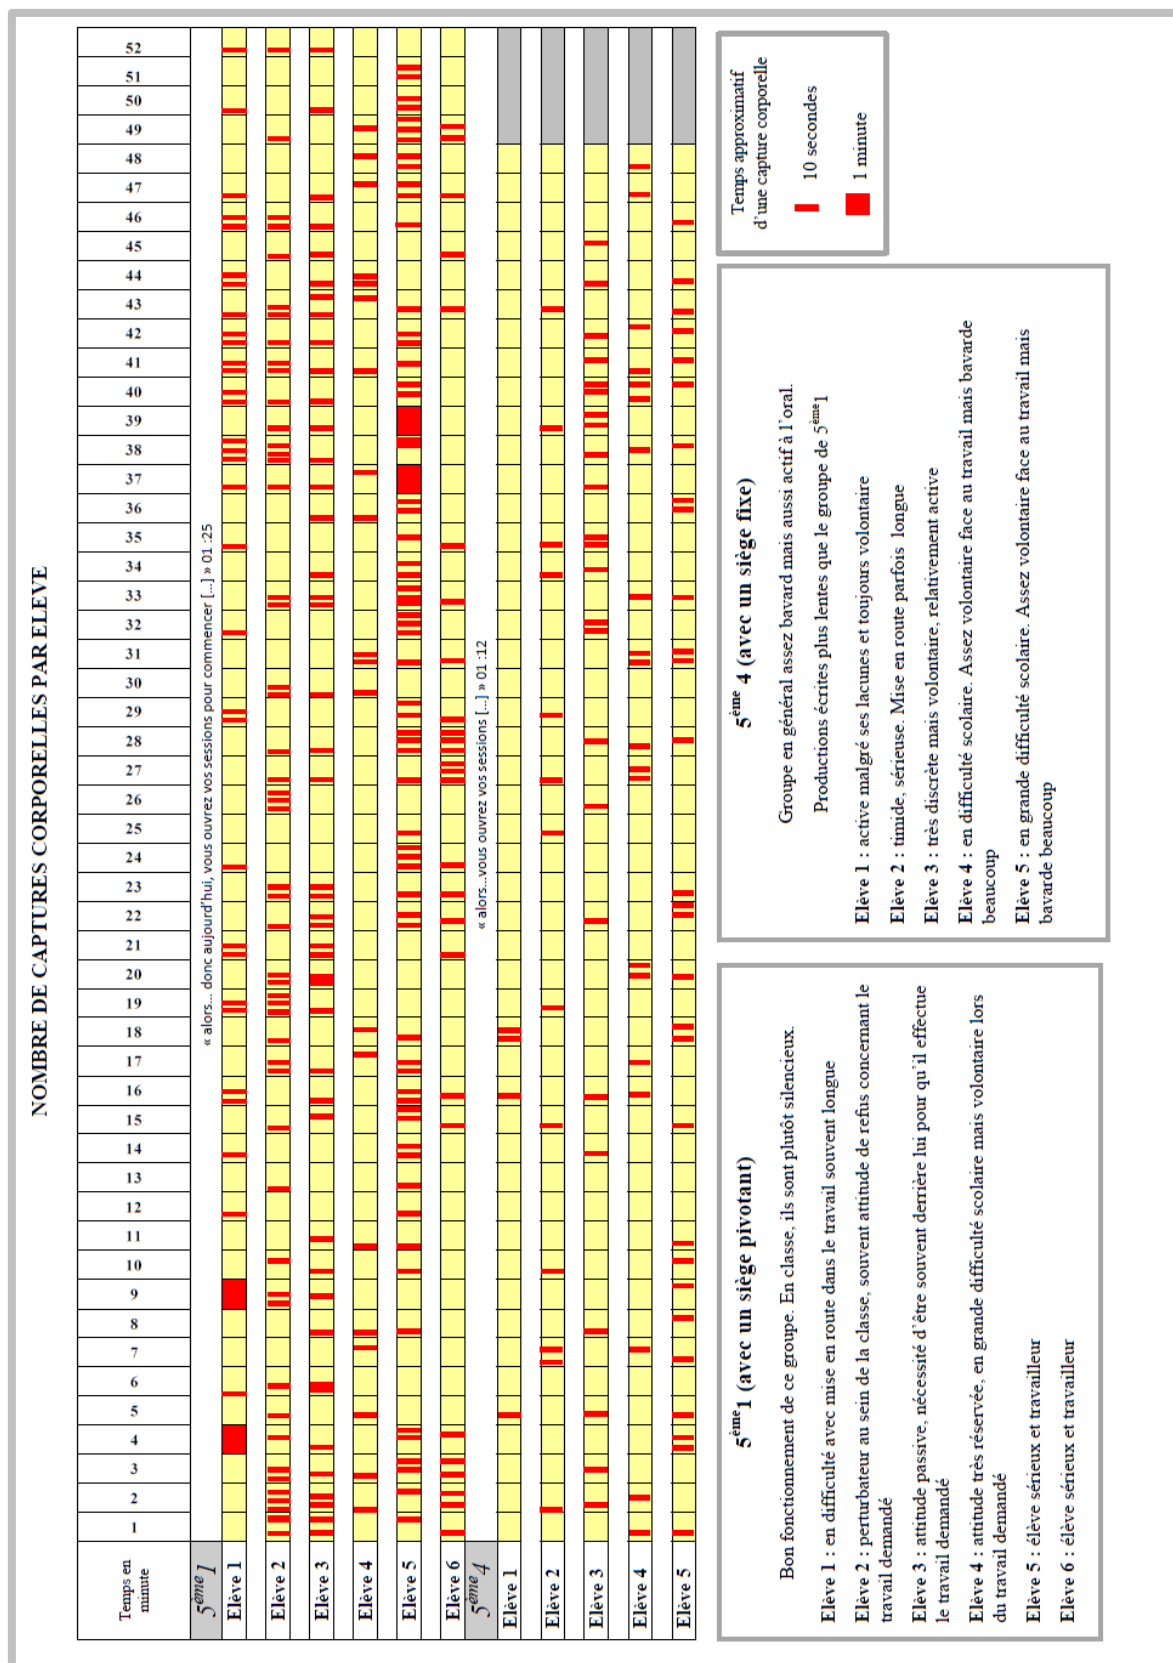 NOMBRE DE CAPTURES CORPORELLES PAR ELEVE
Temps en
minute
1 2 3 4 5 6 7 8 9 10 11 12 13 14 15 16 17 18 19 20 21 22 23 24 25 26 27 28 29 30 31 32 33 34 35 36 37 38 39 40 41 42 43 44 45 46 47 48 49 50 51 52
5ème 1
« alors... donc aujourd'hui, vous ouvrez vos sessions pour commencer [...] » 01 :25
Elève 1
Elève 2
Elève 3
Elève 4
Elève 5
Elève 6
5ème 4
« alors...vous ouvrez vos sessions [...] » 01 :12
Elève 1
Elève 2
Elève 3
Elève 4
Elève 5
5ème1 (avec un siège pivotant)
Bon fonctionnement de ce groupe. En classe, ils sont plutôt silencieux.
Elève 1 : en difficulté avec mise en route dans le travail souvent longue
Elève 2 : perturbateur au sein de la classe, souvent attitude de refus concernant le
travail demandé
Elève 3 : attitude passive, nécessité d'être souvent derrière lui pour qu'il effectue
le travail demandé
Elève 4 : attitude très réservée, en grande difficulté scolaire mais volontaire lors
du travail demandé
Elève 5 : élève sérieux et travailleur
Elève 6 : élève sérieux et travailleur
5ème 4 (avec un siège fixe)
Groupe en général assez bavard mais aussi actif à l'oral.
Productions écrites plus lentes que le groupe de 5ème1
Elève 1 : active malgré ses lacunes et toujours volontaire
Elève 2 : timide, sérieuse. Mise en route parfois longue
Elève 3 : très discrète mais volontaire, relativement active
Elève 4 : en difficulté scolaire. Assez volontaire face au travail mais bavarde
beaucoup
Elève 5 : en grande difficulté scolaire. Assez volontaire face au travail mais
bavarde beaucoup
Temps approximatif
d'une capture corporelle
10 secondes
1 minute